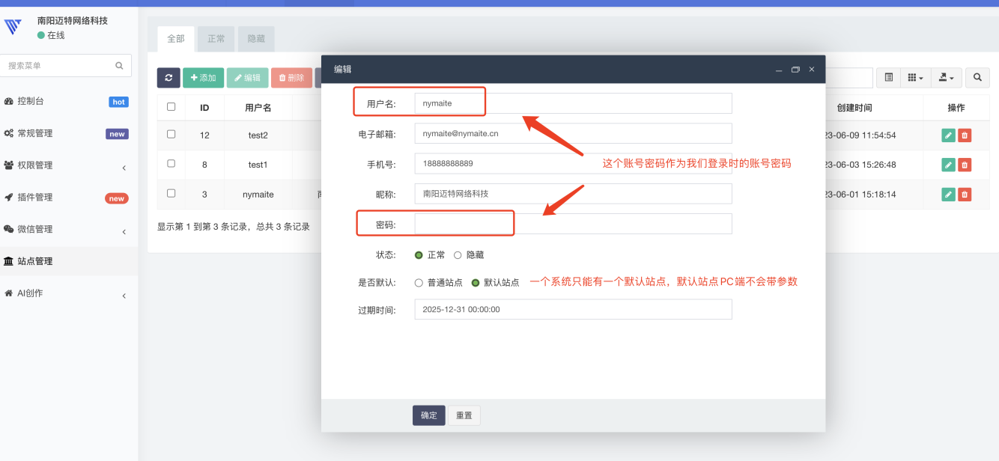 南阳迈特网络科技
在线
搜索菜单
控制台 hot
常规管理 new
权限管理
插件管理 new
微信管理
站点管理
AI创作
全部 正常 隐藏
添加 编辑 删除
ID 用户名 创建时间 操作
12 test2 23-06-09 11:54:54
8 test1 23-06-03 15:26:48
3 nymaite 23-06-01 15:18:14
显示第 1 到第 3 条记录，总共 3 条记录
编辑
用户名: nymaite
电子邮箱: nymaite@nymaite.cn
手机号: 18888888889
这个账号密码作为我们登录时的账号密码
昵称: 南阳迈特网络科技
密码:
状态: 正常 隐藏
是否默认: 普通站点 默认站点
一个系统只能有一个默认站点，默认站点PC端不会带参数
过期时间: 2025-12-31 00:00:00
确定 重置